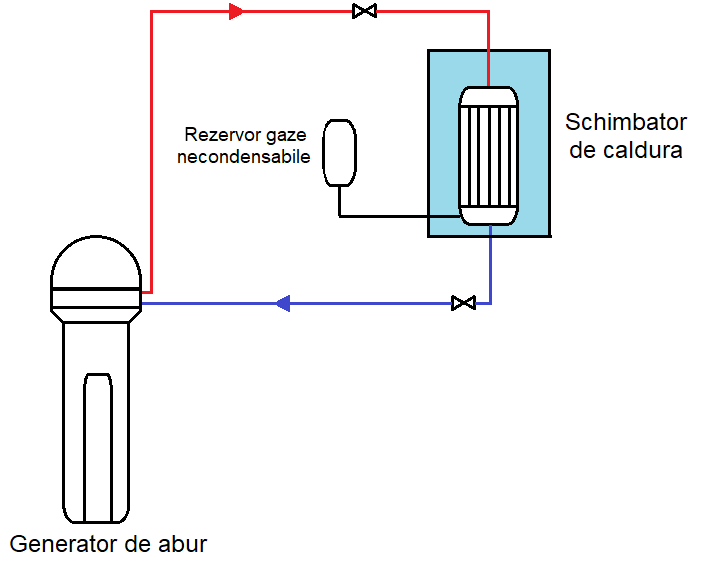 Schimbator
de caldura
Rezervor gaze
necondensabile
Generator de abur